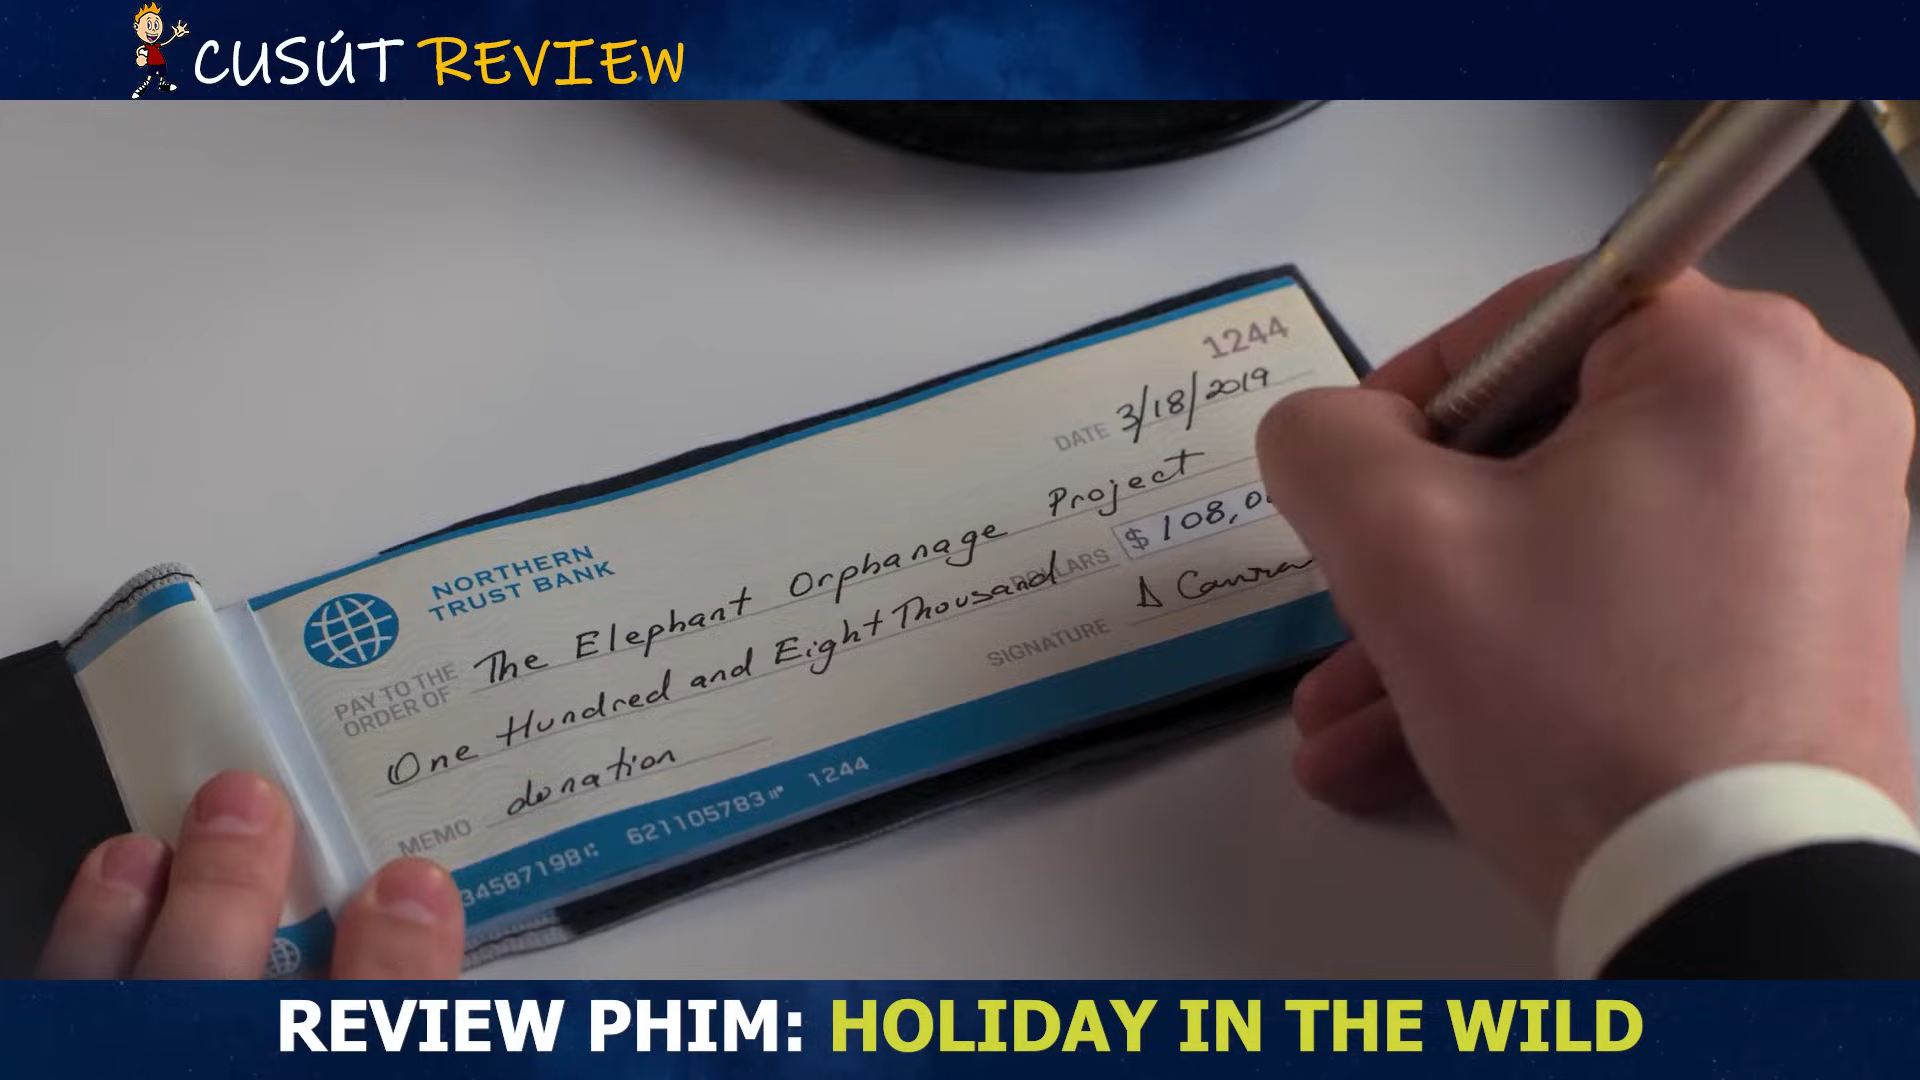 CUSÚT REVIEW
1244
DATE 3/18/2019
NORTHERN
TRUST BANK
PAY TO THE
ORDER OF
The Elephant Orphanage Project
$108,0
One Hundred and Eight Thousand
DOLLARS
MEMO donation
SIGNATURE
34587198 621105783 1244
REVIEW PHIM: HOLIDAY IN THE WILD